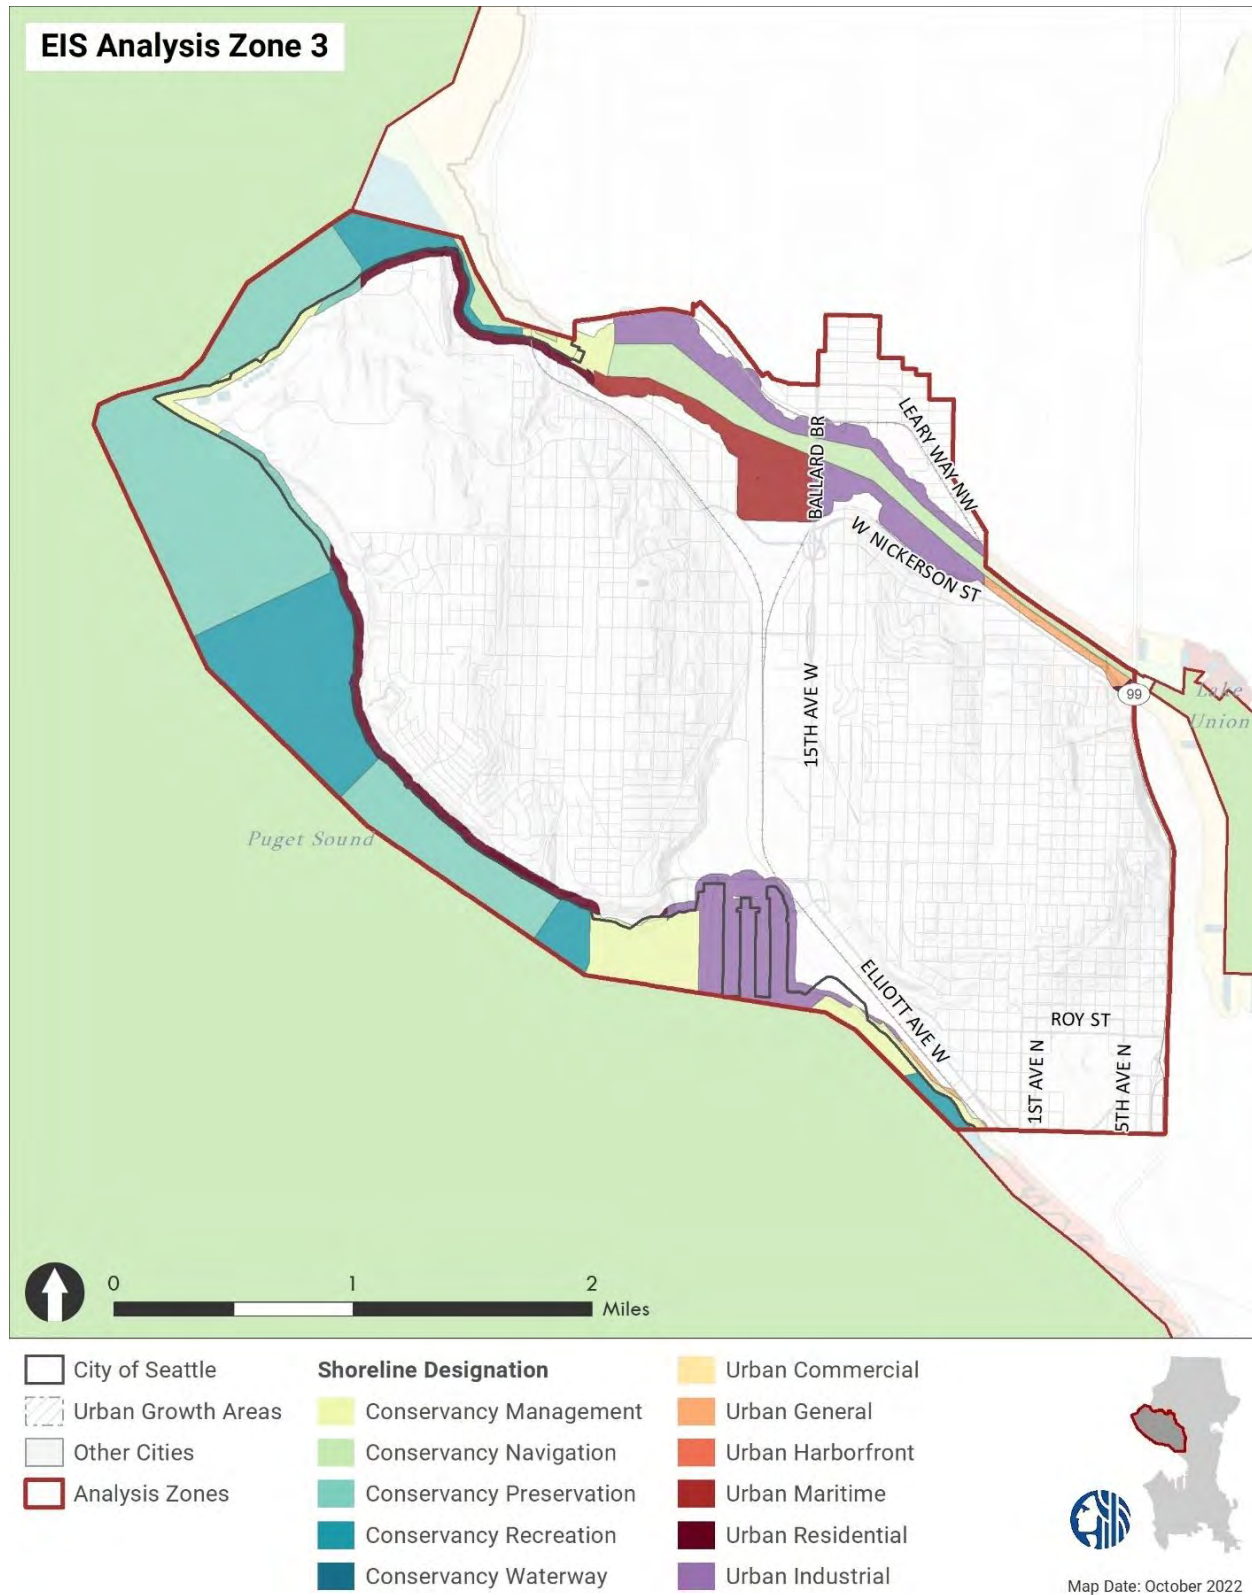 EIS Analysis Zone 3
BALLARD BR
LEARY WAY NW
W NICKERSON ST
15TH AVE W
99
Lake
Union
Puget Sound
ELLIOTT AVE W
ROY ST
1ST AVE N
5TH AVE N
0 1 2
Miles
City of Seattle
Urban Growth Areas
Other Cities
Analysis Zones
Shoreline Designation
Conservancy Management
Conservancy Navigation
Conservancy Preservation
Conservancy Recreation
Conservancy Waterway
Urban Commercial
Urban General
Urban Harborfront
Urban Maritime
Urban Residential
Urban Industrial
Map Date: October 2022